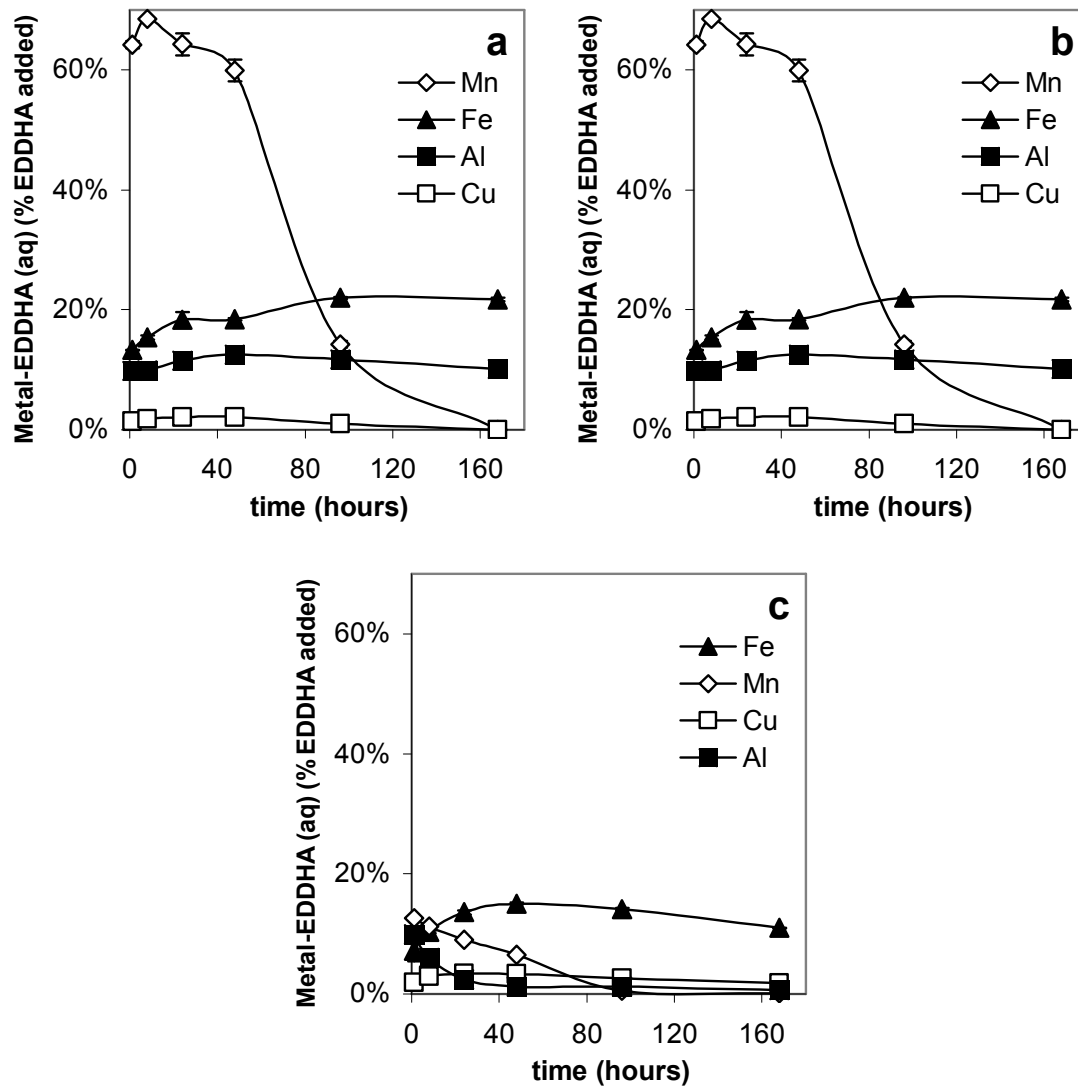 a
Metal-EDDHA (aq) (% EDDHA added)
60%
40%
20%
0%
Mn
Fe
Al
Cu
0 40 80 120 160
time (hours)
b
Metal-EDDHA (aq) (% EDDHA added)
60%
40%
20%
0%
Mn
Fe
Al
Cu
0 40 80 120 160
time (hours)
c
Metal-EDDHA (aq) (% EDDHA added)
60%
40%
20%
0%
Fe
Mn
Cu
Al
0 40 80 120 160
time (hours)